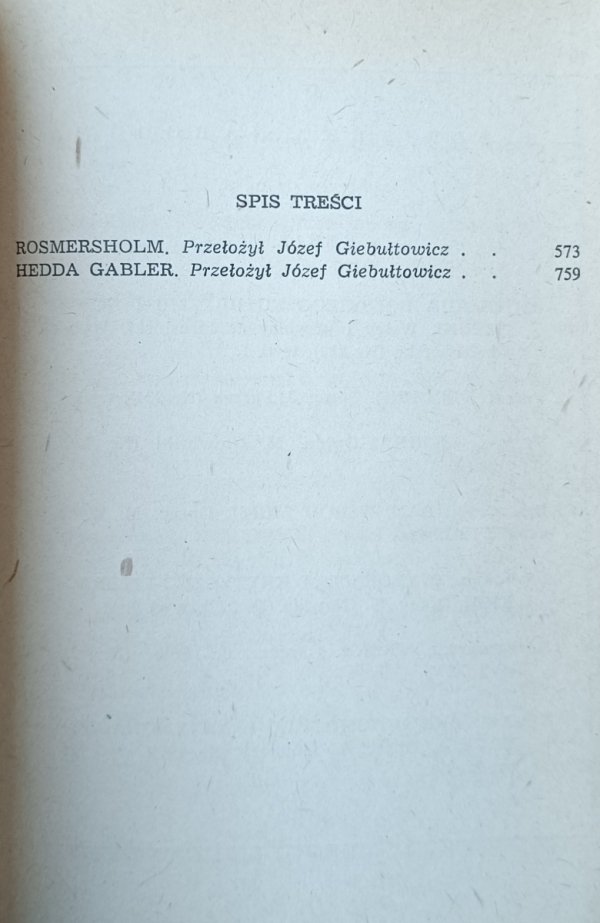 SPIS TREŚCI
ROSMERSHOLM. Przełożył Józef Giebułtowicz . . 573
HEDDA GABLER. Przełożył Józef Giebułtowicz . . 759